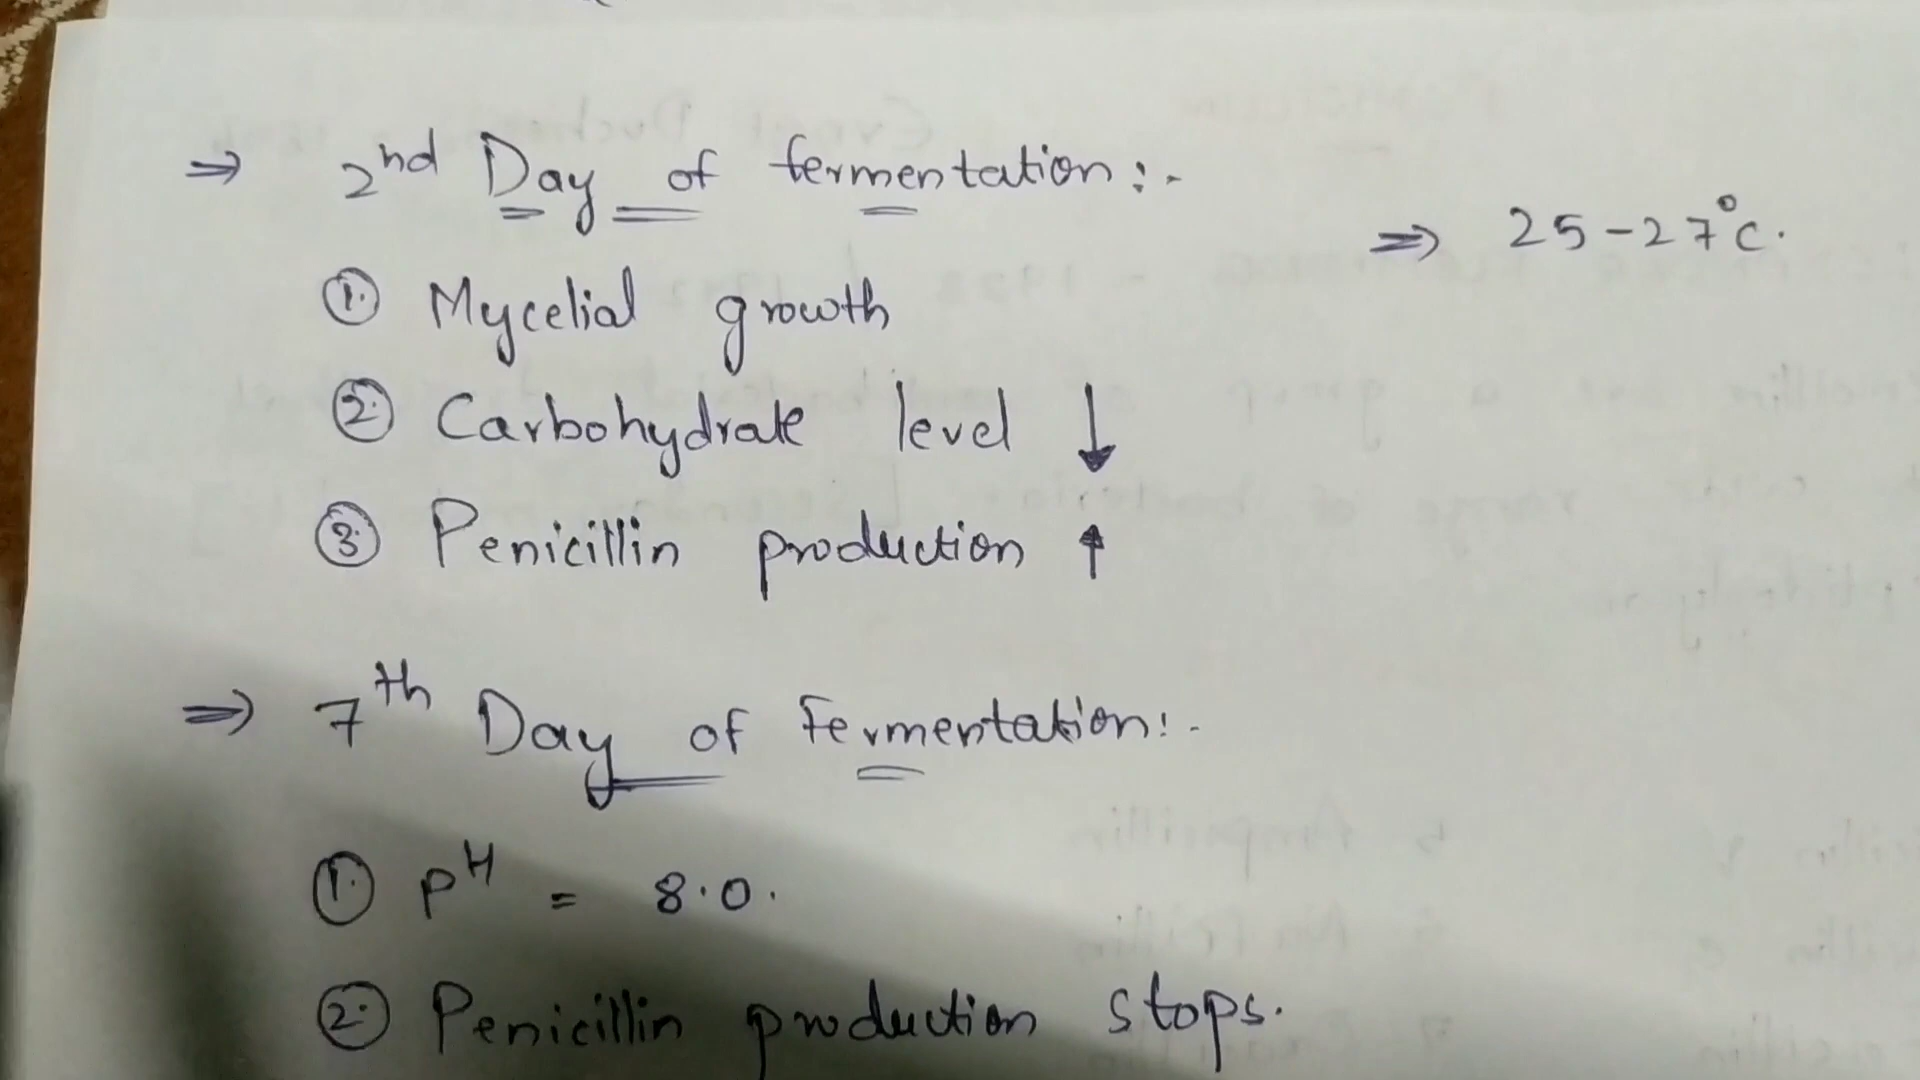 ⇒ 2nd Day of fermentation:-
⇒ 25-27°C.
① Mycelial growth
② Carbohydrate level ↓
③ Penicillin production ↑
⇒ 7th Day of Fermentation:-
① PH = 8.0.
② Penicillin production stops.